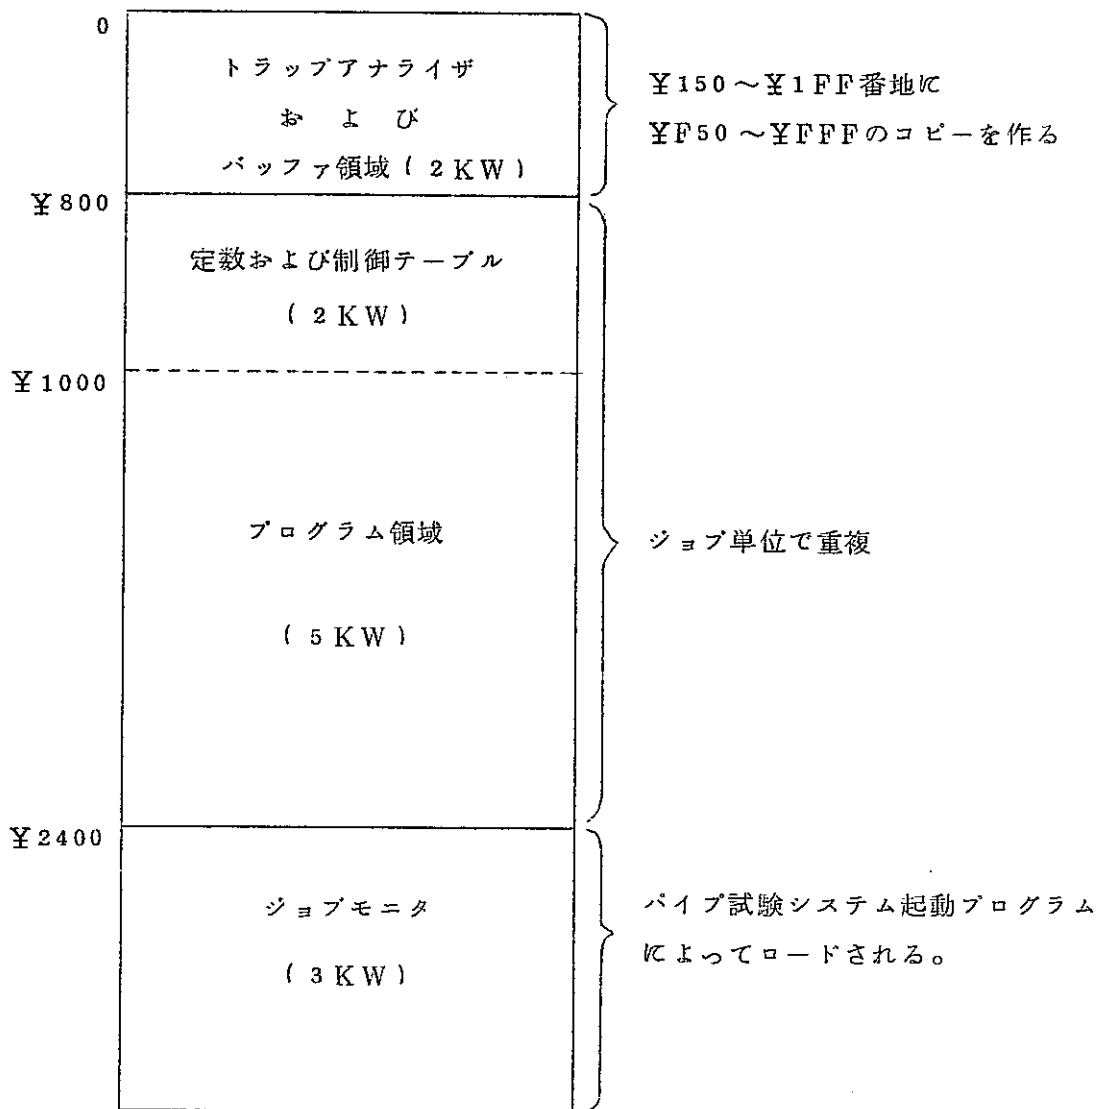 0
トラップアナライザ
および
バッファ領域(2KW)
¥150～¥1FF番地に
¥F50～¥FFFのコピーを作る
¥800
定数および制御テーブル
(2KW)
¥1000
プログラム領域
(5KW)
ジョブ単位で重複
¥2400
ジョブモニタ
(3KW)
パイプ試験システム起動プログラム
によってロードされる。